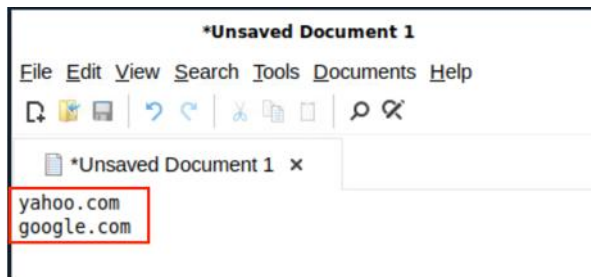 *Unsaved Document 1
File Edit View Search Tools Documents Help
*Unsaved Document 1 ×
yahoo.com
google.com